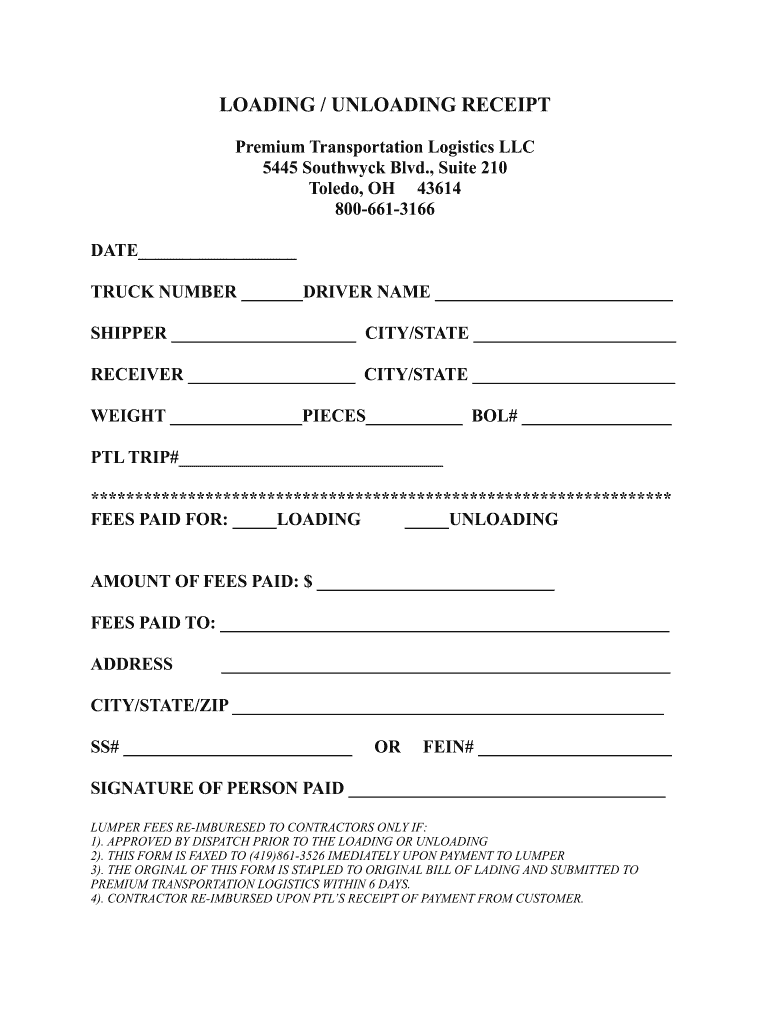 LOADING / UNLOADING RECEIPT
Premium Transportation Logistics LLC
5445 Southwyck Blvd., Suite 210
Toledo, OH 43614
800-661-3166
DATE__________________
TRUCK NUMBER _______DRIVER NAME ___________________________
SHIPPER _____________________ CITY/STATE _______________________
RECEIVER ___________________ CITY/STATE _______________________
WEIGHT _______________PIECES___________ BOL# _________________
PTL TRIP#______________________________
******************************************************************
FEES PAID FOR: _____LOADING _____UNLOADING
AMOUNT OF FEES PAID: $ ___________________________
FEES PAID TO: ___________________________________________________
ADDRESS ___________________________________________________
CITY/STATE/ZIP _________________________________________________
SS# __________________________ OR FEIN# ______________________
SIGNATURE OF PERSON PAID ____________________________________
LUMPER FEES RE-IMBURESED TO CONTRACTORS ONLY IF:
1). APPROVED BY DISPATCH PRIOR TO THE LOADING OR UNLOADING
2). THIS FORM IS FAXED TO (419)861-3526 IMEDIATELY UPON PAYMENT TO LUMPER
3). THE ORGINAL OF THIS FORM IS STAPLED TO ORIGINAL BILL OF LADING AND SUBMITTED TO
PREMIUM TRANSPORTATION LOGISTICS WITHIN 6 DAYS.
4). CONTRACTOR RE-IMBURSED UPON PTL'S RECEIPT OF PAYMENT FROM CUSTOMER.